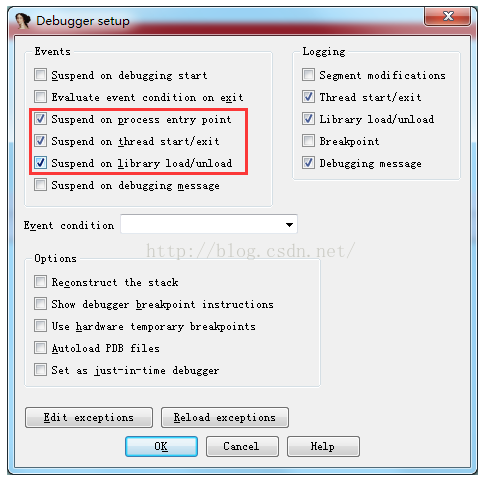 Debugger setup
Events
Suspend on debugging start
Evaluate event condition on exit
Suspend on process entry point
Suspend on thread start/exit
Suspend on library load/unload
Suspend on debugging message
Logging
Segment modifications
Thread start/exit
Library load/unload
Breakpoint
Debugging message
Event condition
http://blog.csdn.net/
Options
Reconstruct the stack
Show debugger breakpoint instructions
Use hardware temporary breakpoints
Autoload PDB files
Set as just-in-time debugger
Edit exceptions
Reload exceptions
OK
Cancel
Help